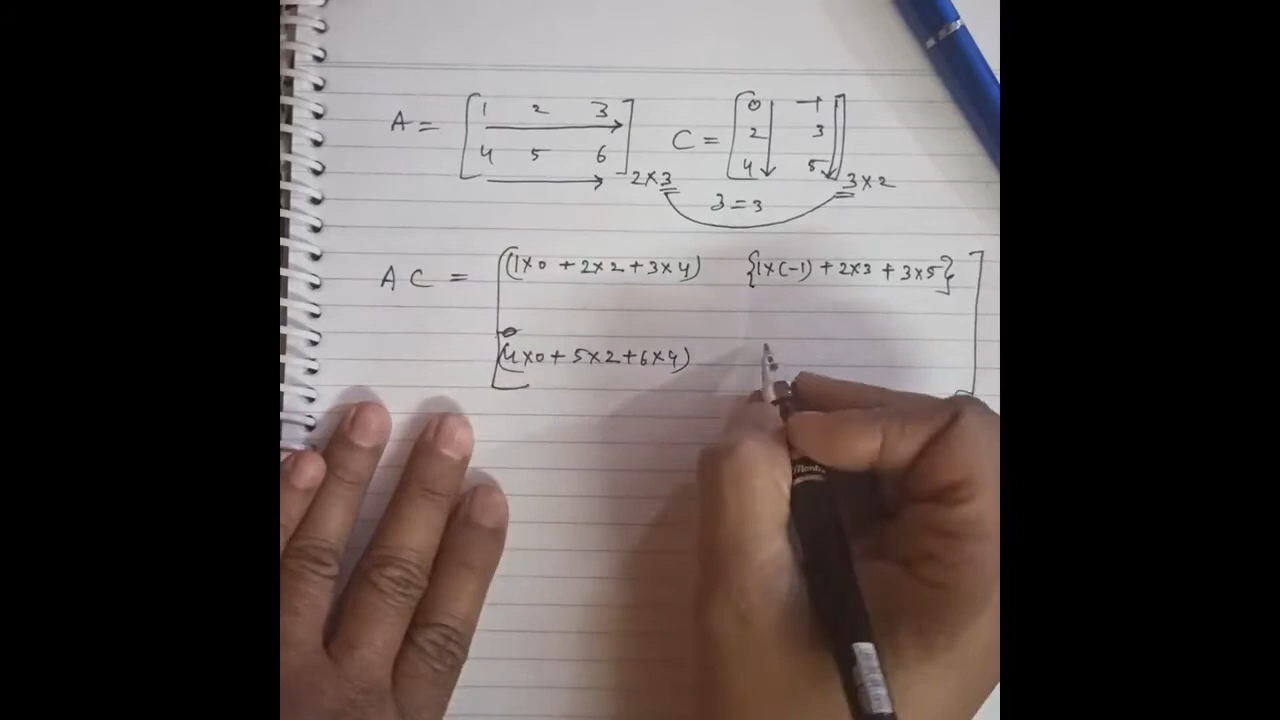 A = [ 1 2 3
4 5 6 ] 2×3
C = [ 0 -1
2 3
4 5 ] 3×2
3 = 3
AC = [ (1×0 + 2×2 + 3×4) {1×(-1) + 2×3 + 3×5}
(4×0 + 5×2 + 6×4) ]